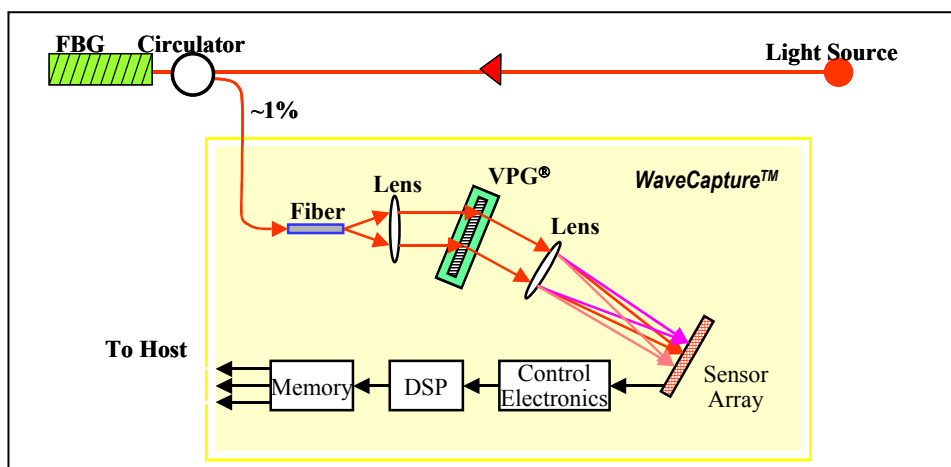 FBG
Circulator
Light Source
~1%
VPG®
WaveCapture™
Lens
Fiber
Lens
To Host
Memory
DSP
Control
Electronics
Sensor
Array